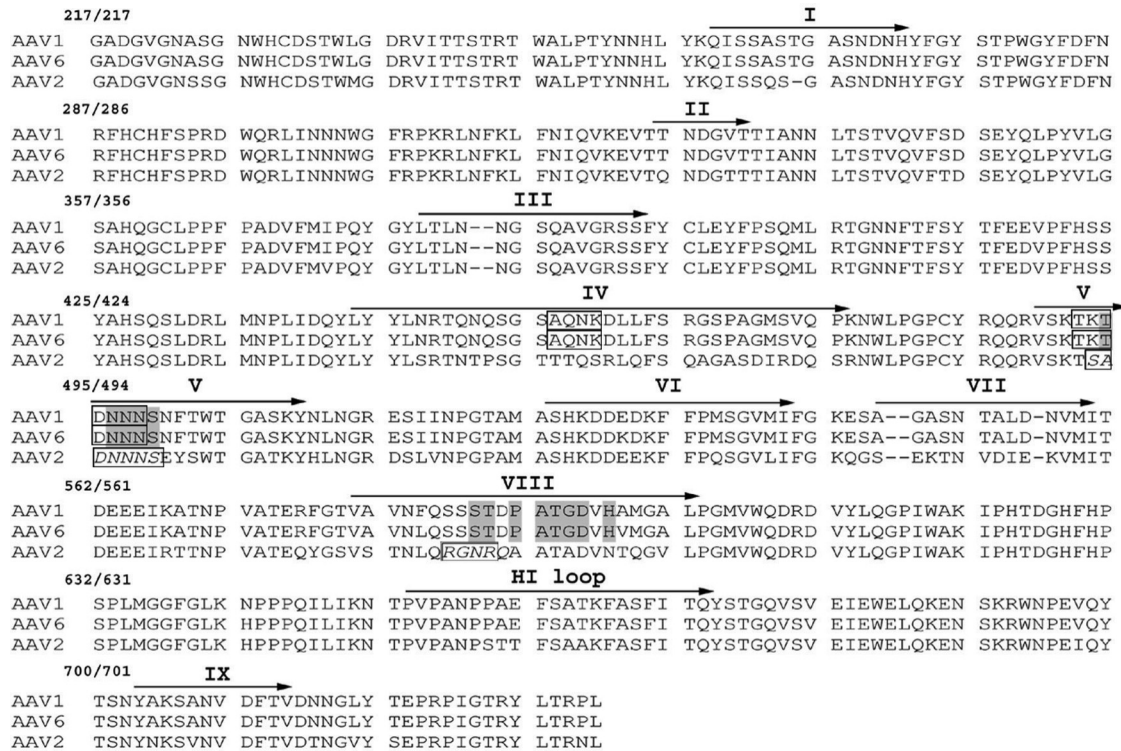 217/217
I
AAV1 GADGVGNASG NWHCDSTWLG DRVITTSTRT WALPTYNNHL YKQISSASTG ASNDNHYFGY STPWGYFDFN
AAV6 GADGVGNASG NWHCDSTWLG DRVITTSTRT WALPTYNNHL YKQISSASTG ASNDNHYFGY STPWGYFDFN
AAV2 GADGVGNSSG NWHCDSTWMG DRVITTSTRT WALPTYNNHL YKQISSQS-G ASNDNHYFGY STPWGYFDFN
287/286
II
AAV1 RFHCHFSPRD WQRLINNNWG FRPKRLNFKL FNIQVKEVTT NDGVTTIANN LTSTVQVFSD SEYQLPYVLG
AAV6 RFHCHFSPRD WQRLINNNWG FRPKRLNFKL FNIQVKEVTT NDGVTTIANN LTSTVQVFSD SEYQLPYVLG
AAV2 RFHCHFSPRD WQRLINNNWG FRPKRLNFKL FNIQVKEVTQ NDGTTTIANN LTSTVQVFTD SEYQLPYVLG
357/356
III
AAV1 SAHQGCLPPF PADVFMIPQY GYLTLN--NG SQAVGRSSFY CLEYFPSQML RTGNNFTFSY TFEEVPFHSS
AAV6 SAHQGCLPPF PADVFMIPQY GYLTLN--NG SQAVGRSSFY CLEYFPSQML RTGNNFTFSY TFEEVPFHSS
AAV2 SAHQGCLPPF PADVFMVPQY GYLTLN--NG SQAVGRSSFY CLEYFPSQML RTGNNFTFSY TFEDVPFHSS
425/424
IV V
AAV1 YAHSQSLDRL MNPLIDQYLY YLNRTQNQSG SAQNKDLLFS RGSPAGMSVQ PKNWLPGPCY RQQRVSKTKT
AAV6 YAHSQSLDRL MNPLIDQYLY YLNRTQNQSG SAQNKDLLFS RGSPAGMSVQ PKNWLPGPCY RQQRVSKTKT
AAV2 YAHSQSLDRL MNPLIDQYLY YLSRTNTPSG TTTQSRLQFS QAGASDIRDQ SRNWLPGPCY RQQRVSKTSA
495/494
V VI VII
AAV1 DNNNSNFTWT GASKYNLNGR ESIINPGTAM ASHKDDEDKF FPMSGVMIFG KESA--GASN TALD-NVMIT
AAV6 DNNNSNFTWT GASKYNLNGR ESIINPGTAM ASHKDDKDKF FPMSGVMIFG KESA--GASN TALD-NVMIT
AAV2 DNNNSEYSWT GATKYHLNGR DSLVNPGPAM ASHKDDEEKF FPQSGVLIFG KQGS--EKTN VDIE-KVMIT
562/561
VIII
AAV1 DEEEIKATNP VATERFGTVA VNFQSSSTDP ATGDVHAMGA LPGMVWQDRD VYLQGPIWAK IPHTDGHFHP
AAV6 DEEEIKATNP VATERFGTVA VNLQSSSTDP ATGDVHVMGA LPGMVWQDRD VYLQGPIWAK IPHTDGHFHP
AAV2 DEEEIRTTNP VATEQYGSVS TNLQRGNRQA ATADVNTQGV LPGMVWQDRD VYLQGPIWAK IPHTDGHFHP
632/631
HI loop
AAV1 SPLMGGFGLK NPPPQILIKN TPVPANPPAE FSATKFASFI TQYSTGQVSV EIEWELQKEN SKRWNPEVQY
AAV6 SPLMGGFGLK HPPPQILIKN TPVPANPPAE FSATKFASFI TQYSTGQVSV EIEWELQKEN SKRWNPEVQY
AAV2 SPLMGGFGLK HPPPQILIKN TPVPANPSTT FSAAKFASFI TQYSTGQVSV EIEWELQKEN SKRWNPEIQY
700/701
IX
AAV1 TSNYAKSANV DFTVDNNGLY TEPRPIGTRY LTRPL
AAV6 TSNYAKSANV DFTVDNNGLY TEPRPIGTRY LTRPL
AAV2 TSNYNKSVNV DFTVDTNGVY SEPRPIGTRY LTRNL